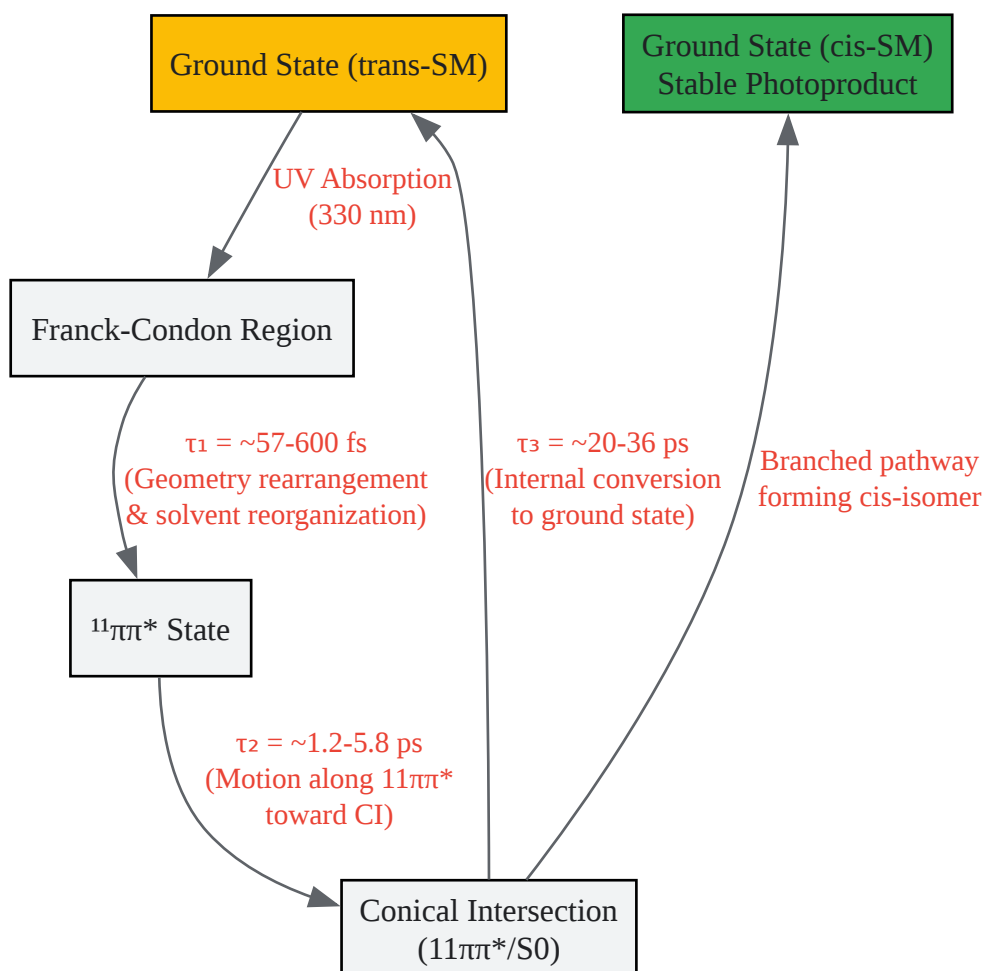 Ground State (trans-SM)
Ground State (cis-SM)
Stable Photoproduct
UV Absorption
(330 nm)
Franck-Condon Region
τ₁ = ~57-600 fs
(Geometry rearrangement
& solvent reorganization)
τ₃ = ~20-36 ps
(Internal conversion
to ground state)
Branched pathway
forming cis-isomer
¹¹ππ* State
τ₂ = ~1.2-5.8 ps
(Motion along 11ππ*
toward CI)
Conical Intersection
(11ππ*/S0)